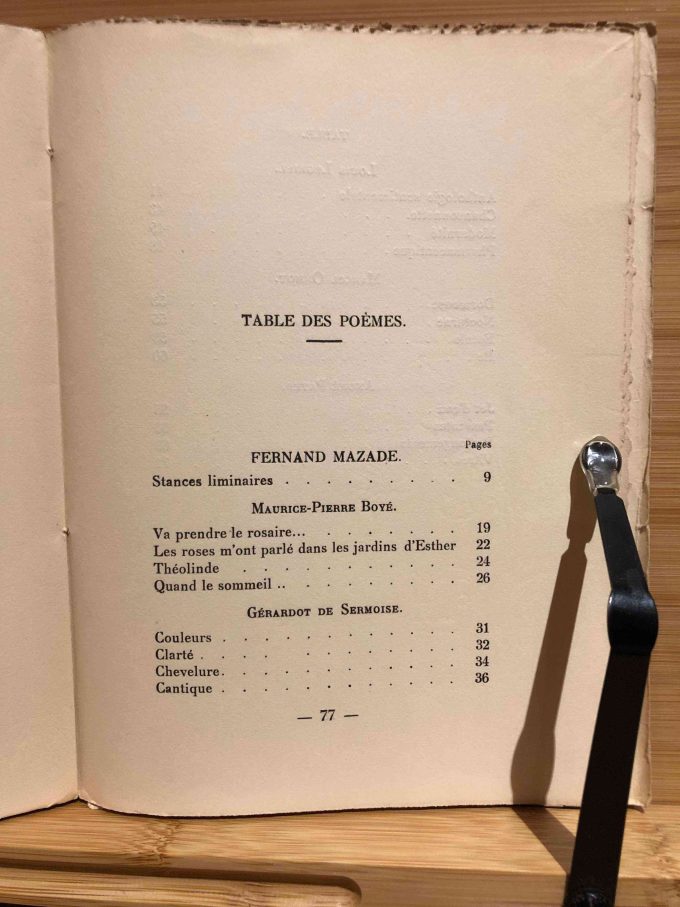 TABLE DES POÈMES.
Pages
FERNAND MAZADE.
Stances liminaires . . . . . . . . . 9
MAURICE-PIERRE BOYÉ.
Va prendre le rosaire... . . . . . . . 19
Les roses m'ont parlé dans les jardins d'Esther 22
Théolinde . . . . . . . . . . 24
Quand le sommeil .. . . . . . . . 26
GÉRARDOT DE SERMOISE.
Couleurs . . . . . . . . . . . 31
Clarté . . . . . . . . . . . 32
Chevelure . . . . . . . . . . . 34
Cantique . . . . . . . . . . . 36
— 77 —